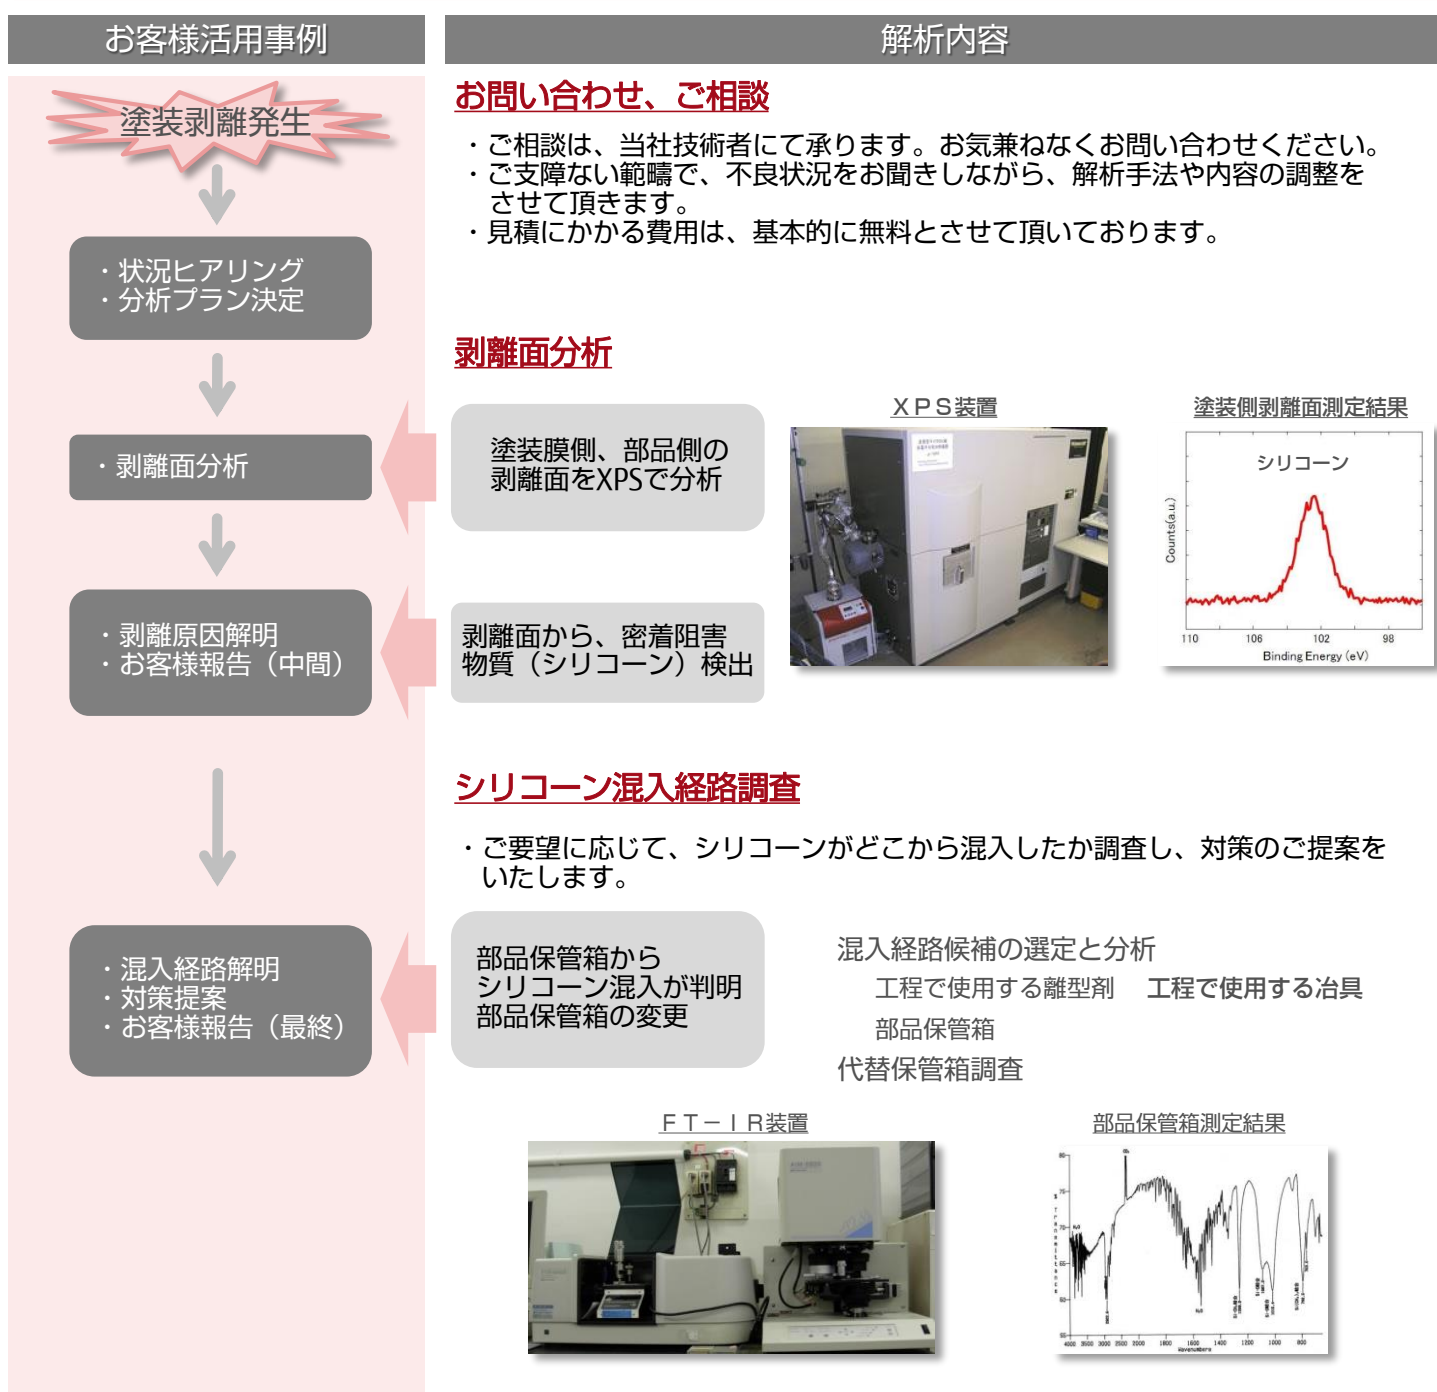 お客様活用事例
解析内容
塗装剥離発生
・状況ヒアリング
・分析プラン決定
・剥離面分析
・剥離原因解明
・お客様報告（中間）
・混入経路解明
・対策提案
・お客様報告（最終）
お問い合わせ、ご相談
・ご相談は、当社技術者にて承ります。お気兼ねなくお問い合わせください。
・ご支障ない範疇で、不良状況をお聞きしながら、解析手法や内容の調整を
させて頂きます。
・見積にかかる費用は、基本的に無料とさせて頂いております。
剥離面分析
塗装膜側、部品側の
剥離面をXPSで分析
ＸＰＳ装置
塗装側剥離面測定結果
シリコーン
Counts(a.u.)
110 106 102 98
Binding Energy (eV)
剥離面から、密着阻害
物質（シリコーン）検出
シリコーン混入経路調査
・ご要望に応じて、シリコーンがどこから混入したか調査し、対策のご提案を
いたします。
部品保管箱から
シリコーン混入が判明
部品保管箱の変更
混入経路候補の選定と分析
工程で使用する離型剤 工程で使用する冶具
部品保管箱
代替保管箱調査
ＦＴ－ＩＲ装置
部品保管箱測定結果
% Transmittance
80
75
70
65
60
4000 3500 3000 2500 2000 1800 1600 1400 1200 1000 800
Wavenumbers